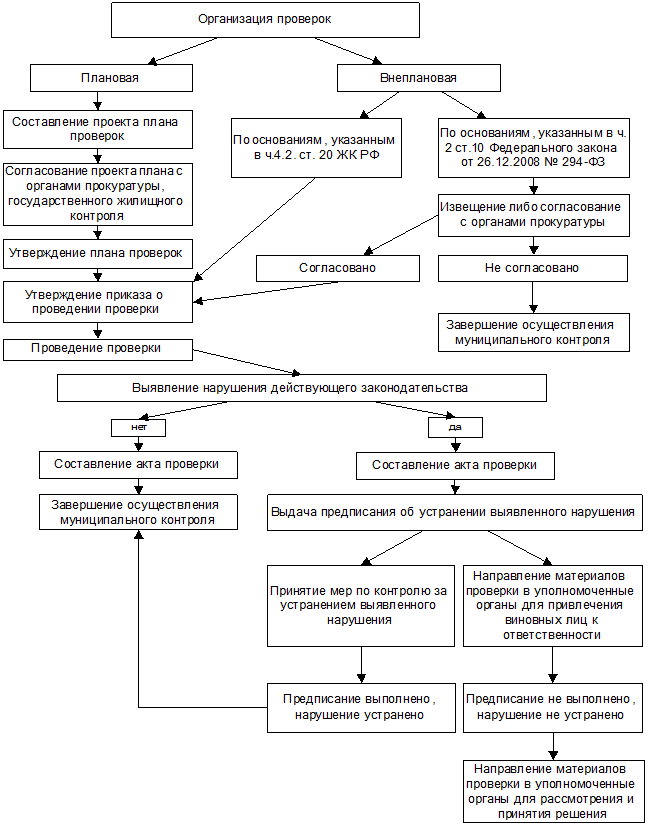 Организация проверок
Плановая
Внеплановая
Составление проекта плана
проверок
По основаниям, указанным
в ч.4.2. ст. 20 ЖК РФ
По основаниям, указанным в ч.
2 ст.10 Федерального закона
от 26.12.2008 № 294-ФЗ
Согласование проекта плана с
органами прокуратуры,
государственного жилищного
контроля
Извещение либо согласование
с органами прокуратуры
Утверждение плана проверок
Согласовано
Не согласовано
Утверждение приказа о
проведении проверки
Завершение осуществления
муниципального контроля
Проведение проверки
Выявление нарушения действующего законодательства
нет
да
Составление акта проверки
Составление акта проверки
Завершение осуществления
муниципального контроля
Выдача предписания об устранении выявленного нарушения
Принятие мер по контролю за
устранением выявленного
нарушения
Направление материалов
проверки в уполномоченные
органы для привлечения
виновных лиц к
ответственности
Предписание выполнено,
нарушение устранено
Предписание не выполнено,
нарушение не устранено
Направление материалов
проверки в уполномоченные
органы для рассмотрения и
принятия решения